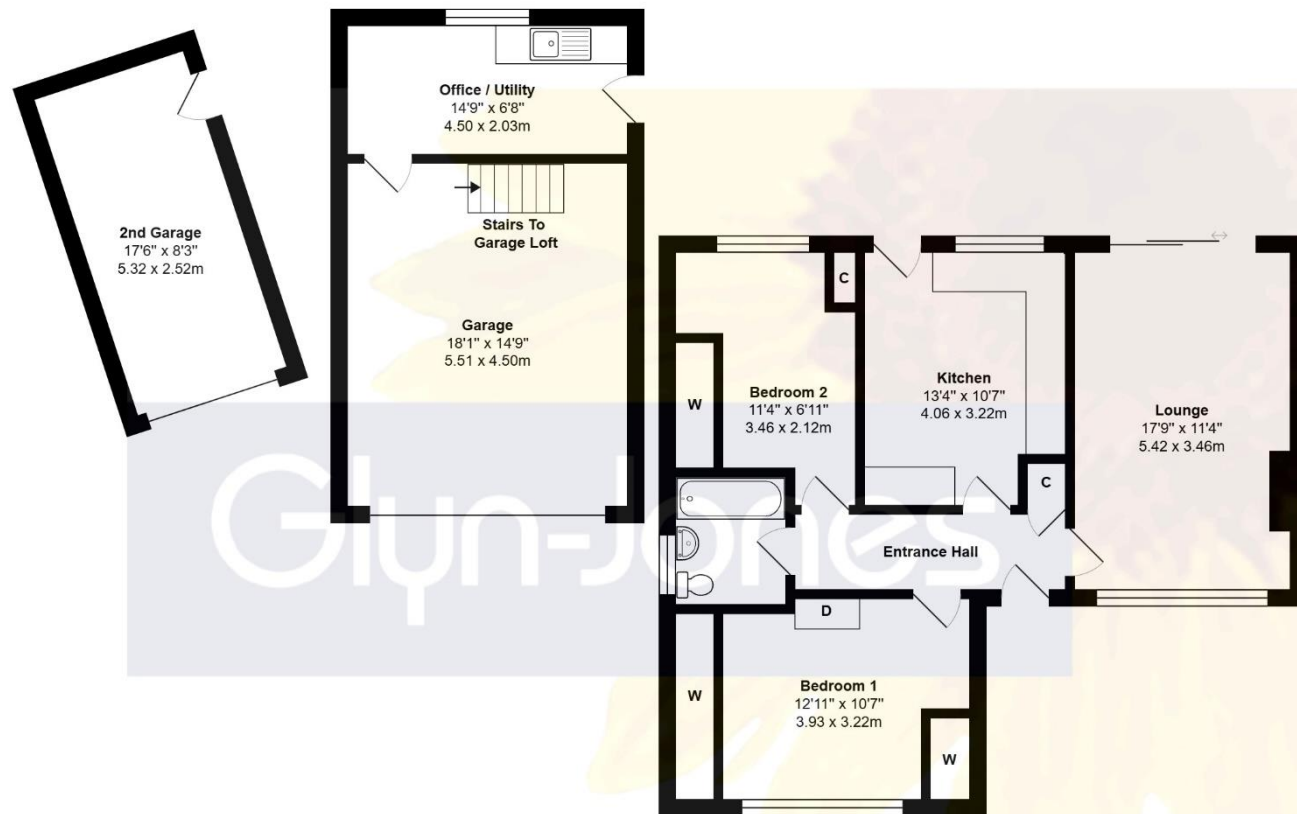 Office / Utility
14'9" x 6'8"
4.50 x 2.03m
2nd Garage
17'6" x 8'3"
5.32 x 2.52m
Stairs To
Garage Loft
Garage
18'1" x 14'9"
5.51 x 4.50m
C
Bedroom 2
11'4" x 6'11"
3.46 x 2.12m
W
Kitchen
13'4" x 10'7"
4.06 x 3.22m
Lounge
17'9" x 11'4"
5.42 x 3.46m
C
Glyn-Jones
Entrance Hall
D
Bedroom 1
12'11" x 10'7"
3.93 x 3.22m
W
W